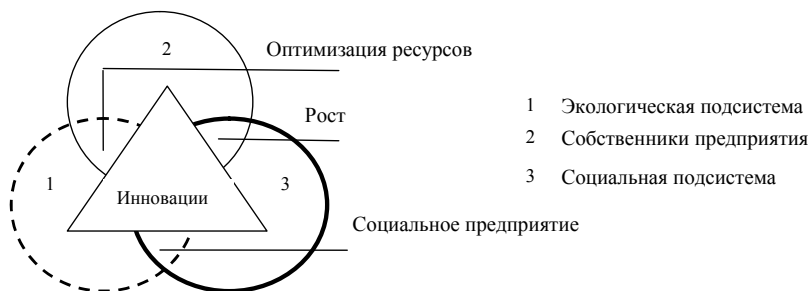 2
Оптимизация ресурсов
Рост
1
Инновации
3
Социальное предприятие
1 Экологическая подсистема
2 Собственники предприятия
3 Социальная подсистема